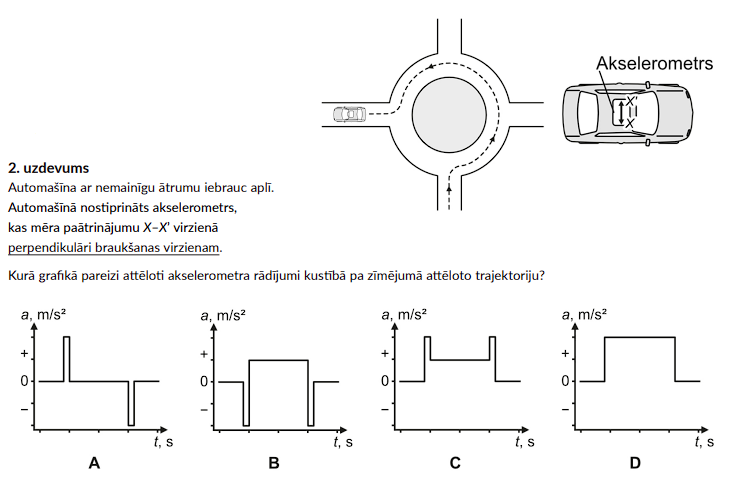 Akselerometrs
X'
X
2. uzdevums
Automašīna ar nemainīgu ātrumu iebrauc aplī.
Automašīnā nostiprināts akselerometrs,
kas mēra paātrinājumu X–X' virzienā
perpendikulāri braukšanas virzienam.
Kurā grafikā pareizi attēloti akselerometra rādījumi kustībā pa zīmējumā attēloto trajektoriju?
a, m/s² a, m/s² a, m/s² a, m/s²
+ + + +
0 0 0 0
− − − −
t, s t, s t, s t, s
A B C D